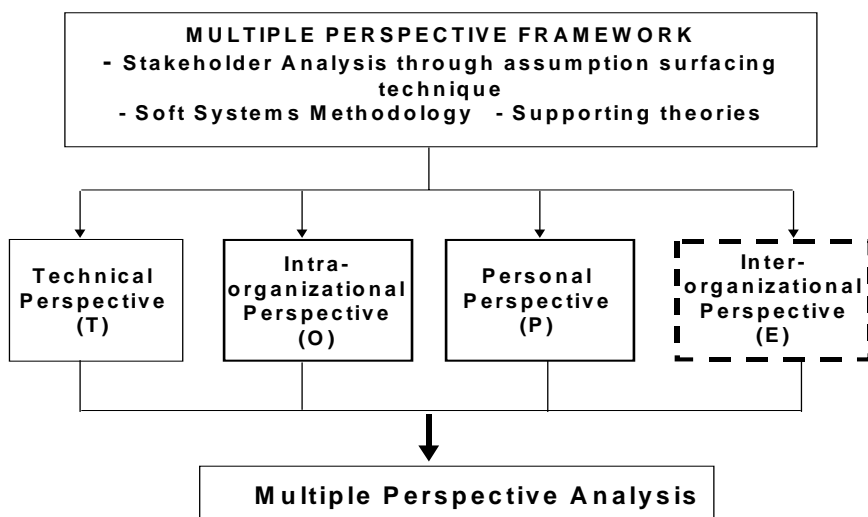 MULTIPLE PERSPECTIVE FRAMEWORK
- Stakeholder Analysis through assumption surfacing
technique
- Soft Systems Methodology - Supporting theories
Technical
Perspective
(T)
Intra-
organizational
Perspective
(O)
Personal
Perspective
(P)
Inter-
organizational
Perspective
(E)
Multiple Perspective Analysis